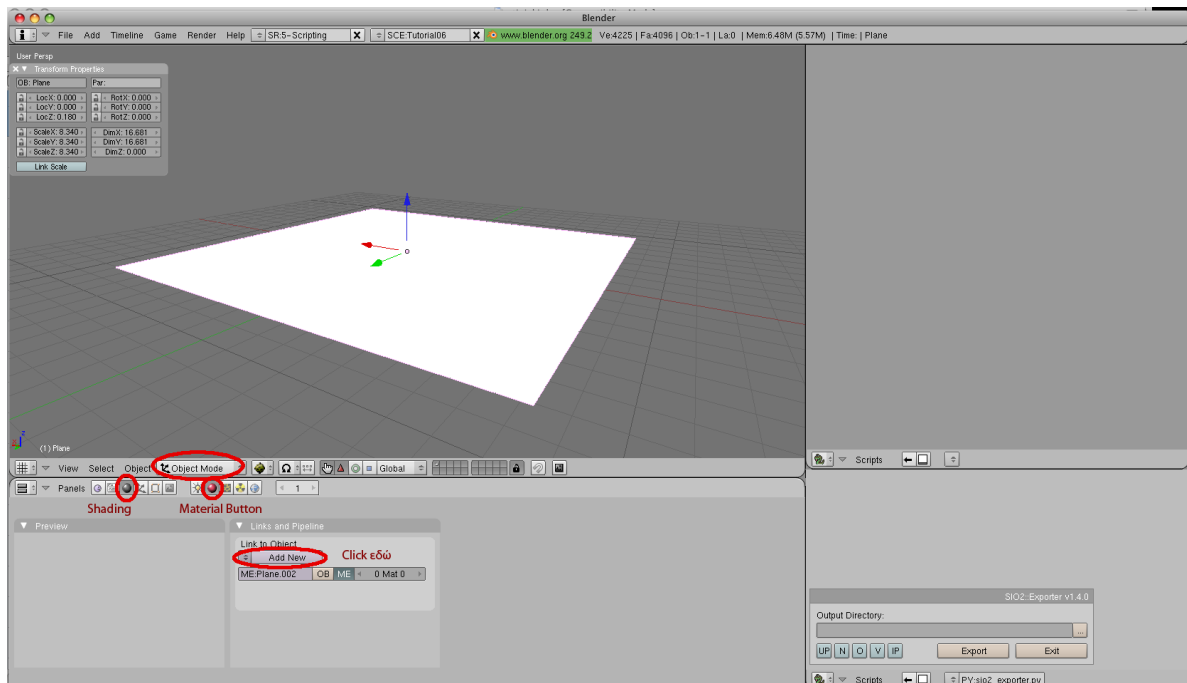 Blender
File Add Timeline Game Render Help SR:5-Scripting X SCE:Tutorial06 X www.blender.org 249.2 Ve:4225 | Fa:4096 | Ob:1-1 | La:0 | Mem:6.48M (5.57M) | Time: | Plane
User Persp
Transform Properties
OB: Plane Par:
LocX: 0.000 RotX: 0.000
LocY: 0.000 RotY: 0.000
LocZ: 0.180 RotZ: 0.000
ScaleX: 8.340 DimX: 16.681
ScaleY: 8.340 DimY: 16.681
ScaleZ: 8.340 DimZ: 0.000
Link Scale
z
(1) Plane
View Select Object Object Mode Global
Scripts
Panels 1
Shading Material Button
Preview Links and Pipeline
Link to Object
Add New Click εδώ
ME:Plane.002 OB ME 0 Mat 0
SIO2::Exporter v1.4.0
Output Directory:
...
UP N O V IP Export Exit
Scripts PY:sio2_exporter.py